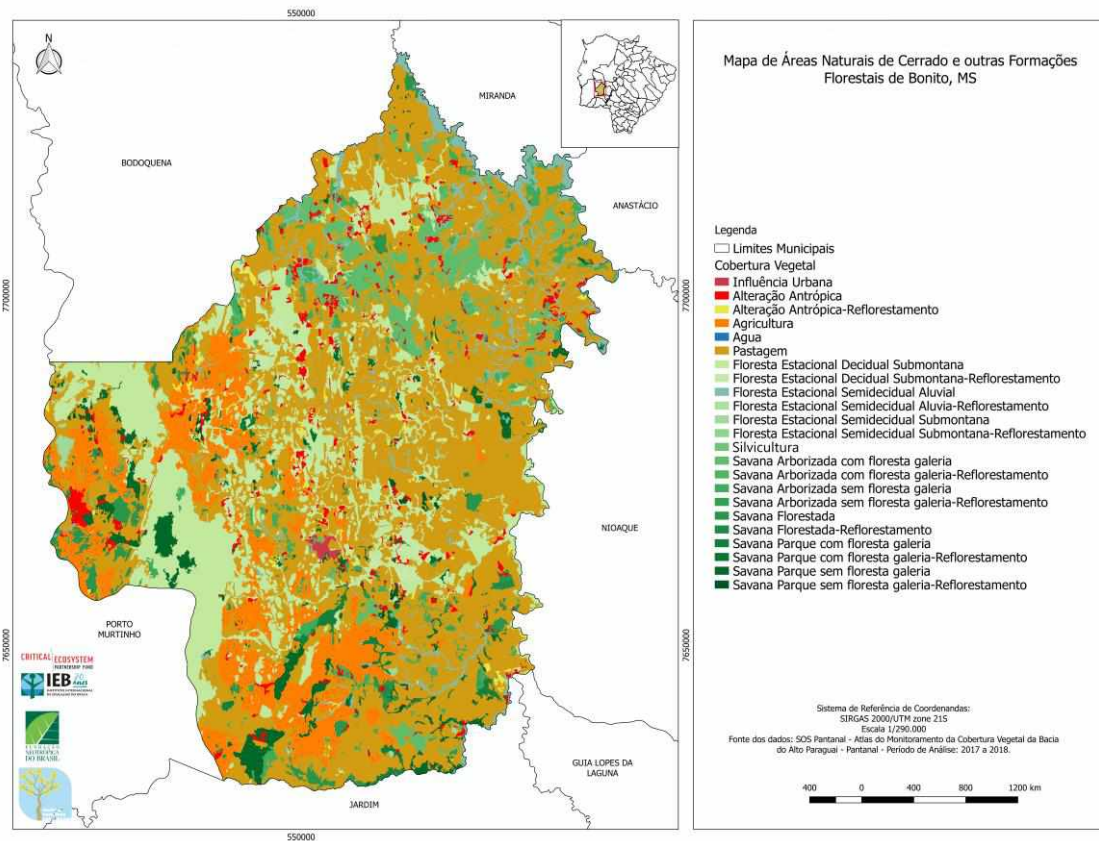 550000
N
MIRANDA
BODOQUENA
ANASTÁCIO
7700000
7700000
NIOAQUE
PORTO
MURTINHO
7650000
7650000
CRITICAL ECOSYSTEM
PARTNERSHIP FUND
IEB
GUIA LOPES DA
LAGUNA
DO BRASIL
JARDIM
550000
Mapa de Áreas Naturais de Cerrado e outras Formações
Florestais de Bonito, MS
Legenda
Limites Municipais
Cobertura Vegetal
Influência Urbana
Alteração Antrópica
Alteração Antrópica-Reflorestamento
Agricultura
Agua
Pastagem
Floresta Estacional Decidual Submontana
Floresta Estacional Decidual Submontana-Reflorestamento
Floresta Estacional Semidecidual Aluvial
Floresta Estacional Semidecidual Aluvia-Reflorestamento
Floresta Estacional Semidecidual Submontana
Floresta Estacional Semidecidual Submontana-Reflorestamento
Silvicultura
Savana Arborizada com floresta galeria
Savana Arborizada com floresta galeria-Reflorestamento
Savana Arborizada sem floresta galeria
Savana Arborizada sem floresta galeria-Reflorestamento
Savana Florestada
Savana Florestada-Reflorestamento
Savana Parque com floresta galeria
Savana Parque com floresta galeria-Reflorestamento
Savana Parque sem floresta galeria
Savana Parque sem floresta galeria-Reflorestamento
Sistema de Referência de Coordenandas:
SIRGAS 2000/UTM zone 21S
Escala 1/290.000
Fonte dos dados: SOS Pantanal - Atlas do Monitoramento da Cobertura Vegetal da Bacia
do Alto Paraguai - Pantanal - Período de Análise: 2017 a 2018.
400 0 400 800 1200 km